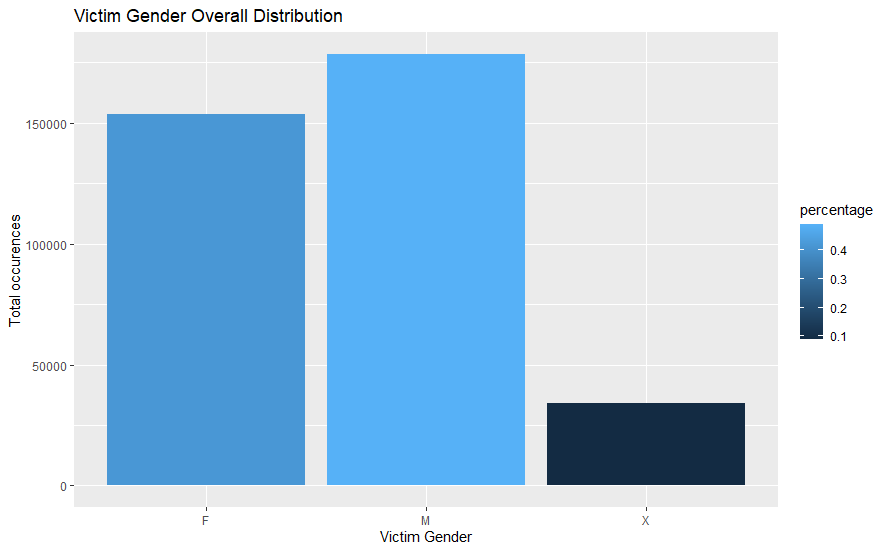 Victim Gender Overall Distribution
150000
100000
50000
0
Total occurences
F
M
X
Victim Gender
percentage
0.4
0.3
0.2
0.1